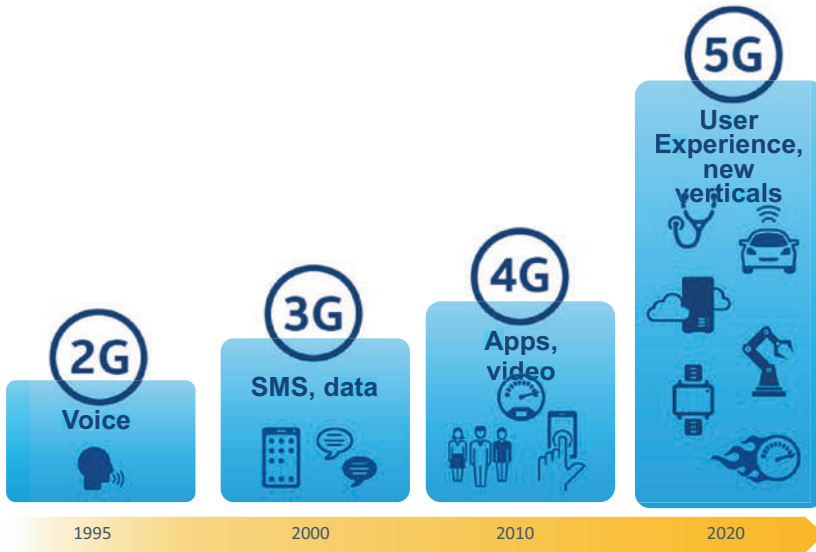 2G
Voice
3G
SMS, data
4G
Apps,
video
5G
User
Experience,
new
verticals
1995
2000
2010
2020